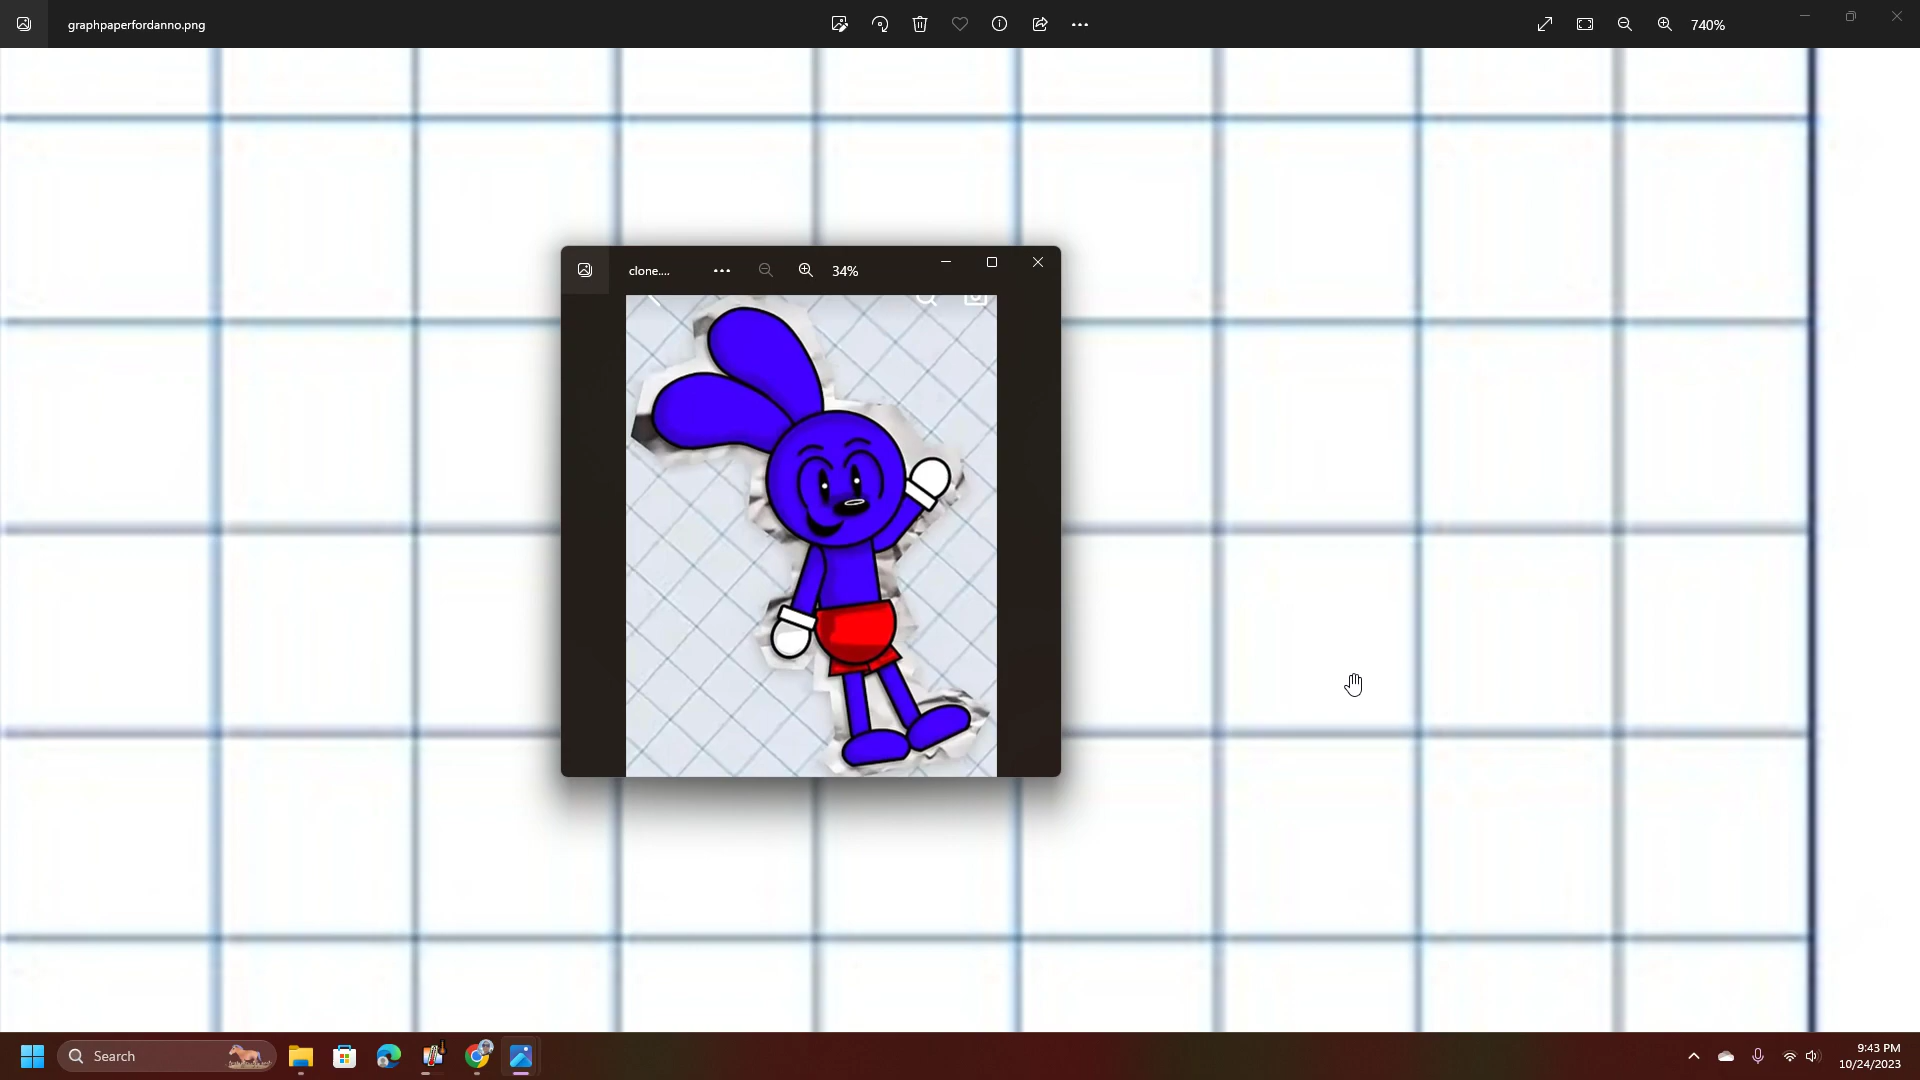 graphpaperfordanno.png
740%
clone....
34%
Search
9:43 PM
10/24/2023